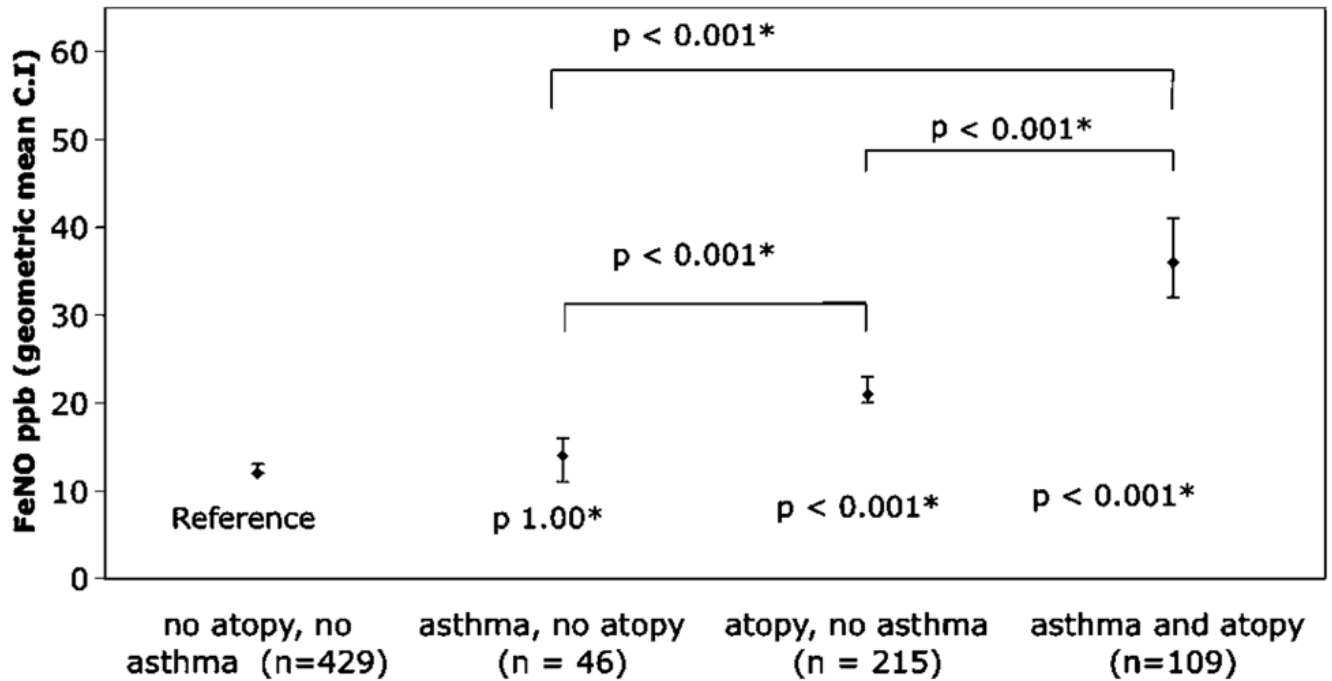 FeNO ppb (geometric mean C.I)
60
50
40
30
20
10
0
p < 0.001*
p < 0.001*
p < 0.001*
Reference
p 1.00*
p < 0.001*
p < 0.001*
no atopy, no
asthma (n=429)
asthma, no atopy
(n = 46)
atopy, no asthma
(n = 215)
asthma and atopy
(n=109)